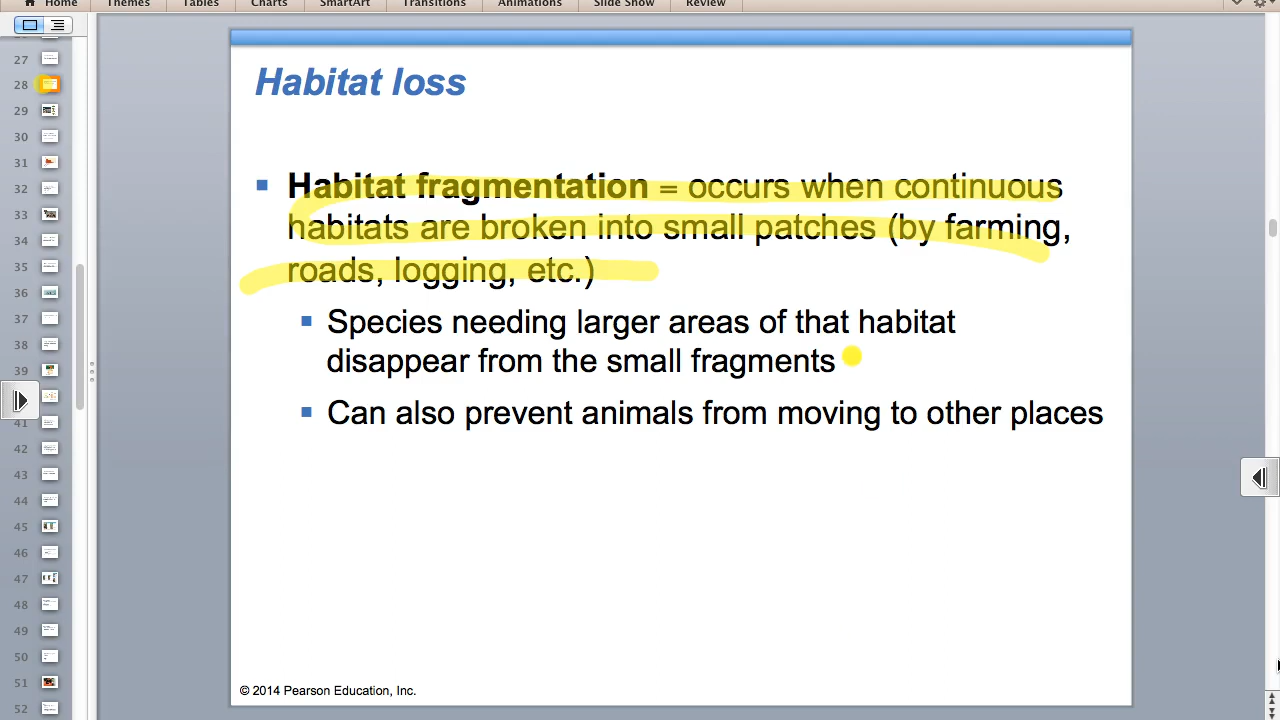 Home Themes Tables Charts SmartArt Transitions Animations Slide Show Review
27
28
29
30
31
32
33
34
35
36
37
38
39
41
42
43
44
45
46
47
48
49
50
51
52
Habitat loss
Habitat fragmentation = occurs when continuous
habitats are broken into small patches (by farming,
roads, logging, etc.)
Species needing larger areas of that habitat
disappear from the small fragments
Can also prevent animals from moving to other places
© 2014 Pearson Education, Inc.